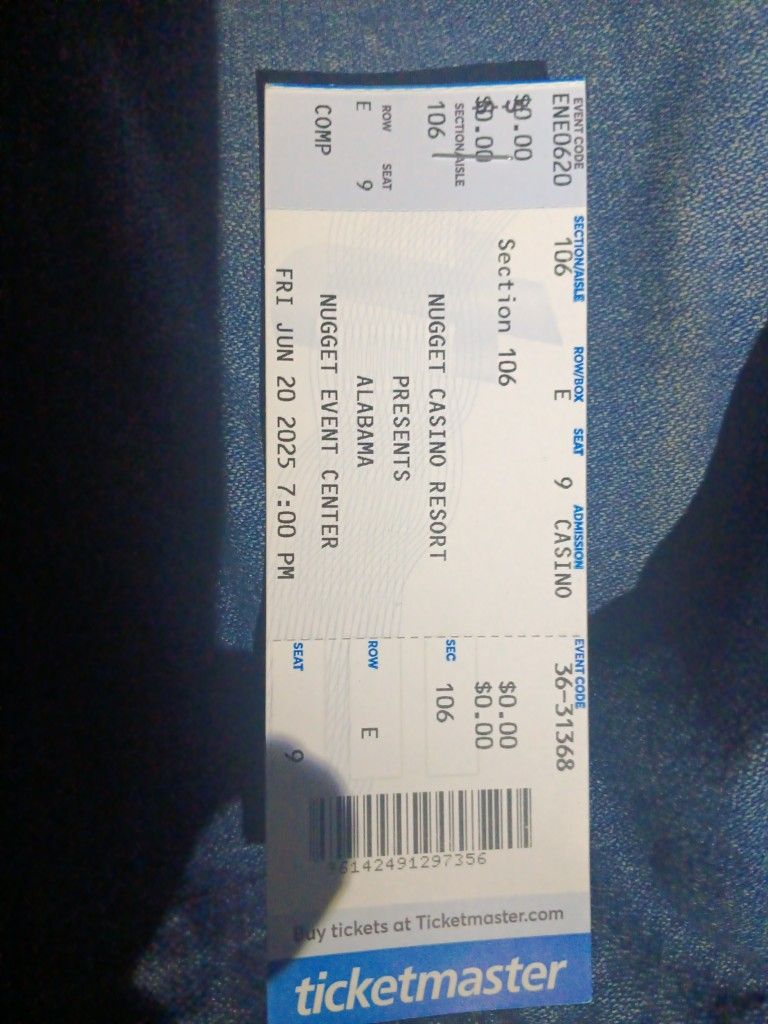 EVENT CODE
ENE0620
$0.00
$0.00
SECTION/AISLE
106
ROW SEAT
E 9
COMP
SECTION/AISLE ROW/BOX SEAT ADMISSION
106 E 9 CASINO
Section 106
NUGGET CASINO RESORT
PRESENTS
ALABAMA
NUGGET EVENT CENTER
FRI JUN 20 2025 7:00 PM
EVENT CODE
36-31368
$0.00
$0.00
SEC 106
ROW E
SEAT 9
Buy tickets at Ticketmaster.com
ticketmaster